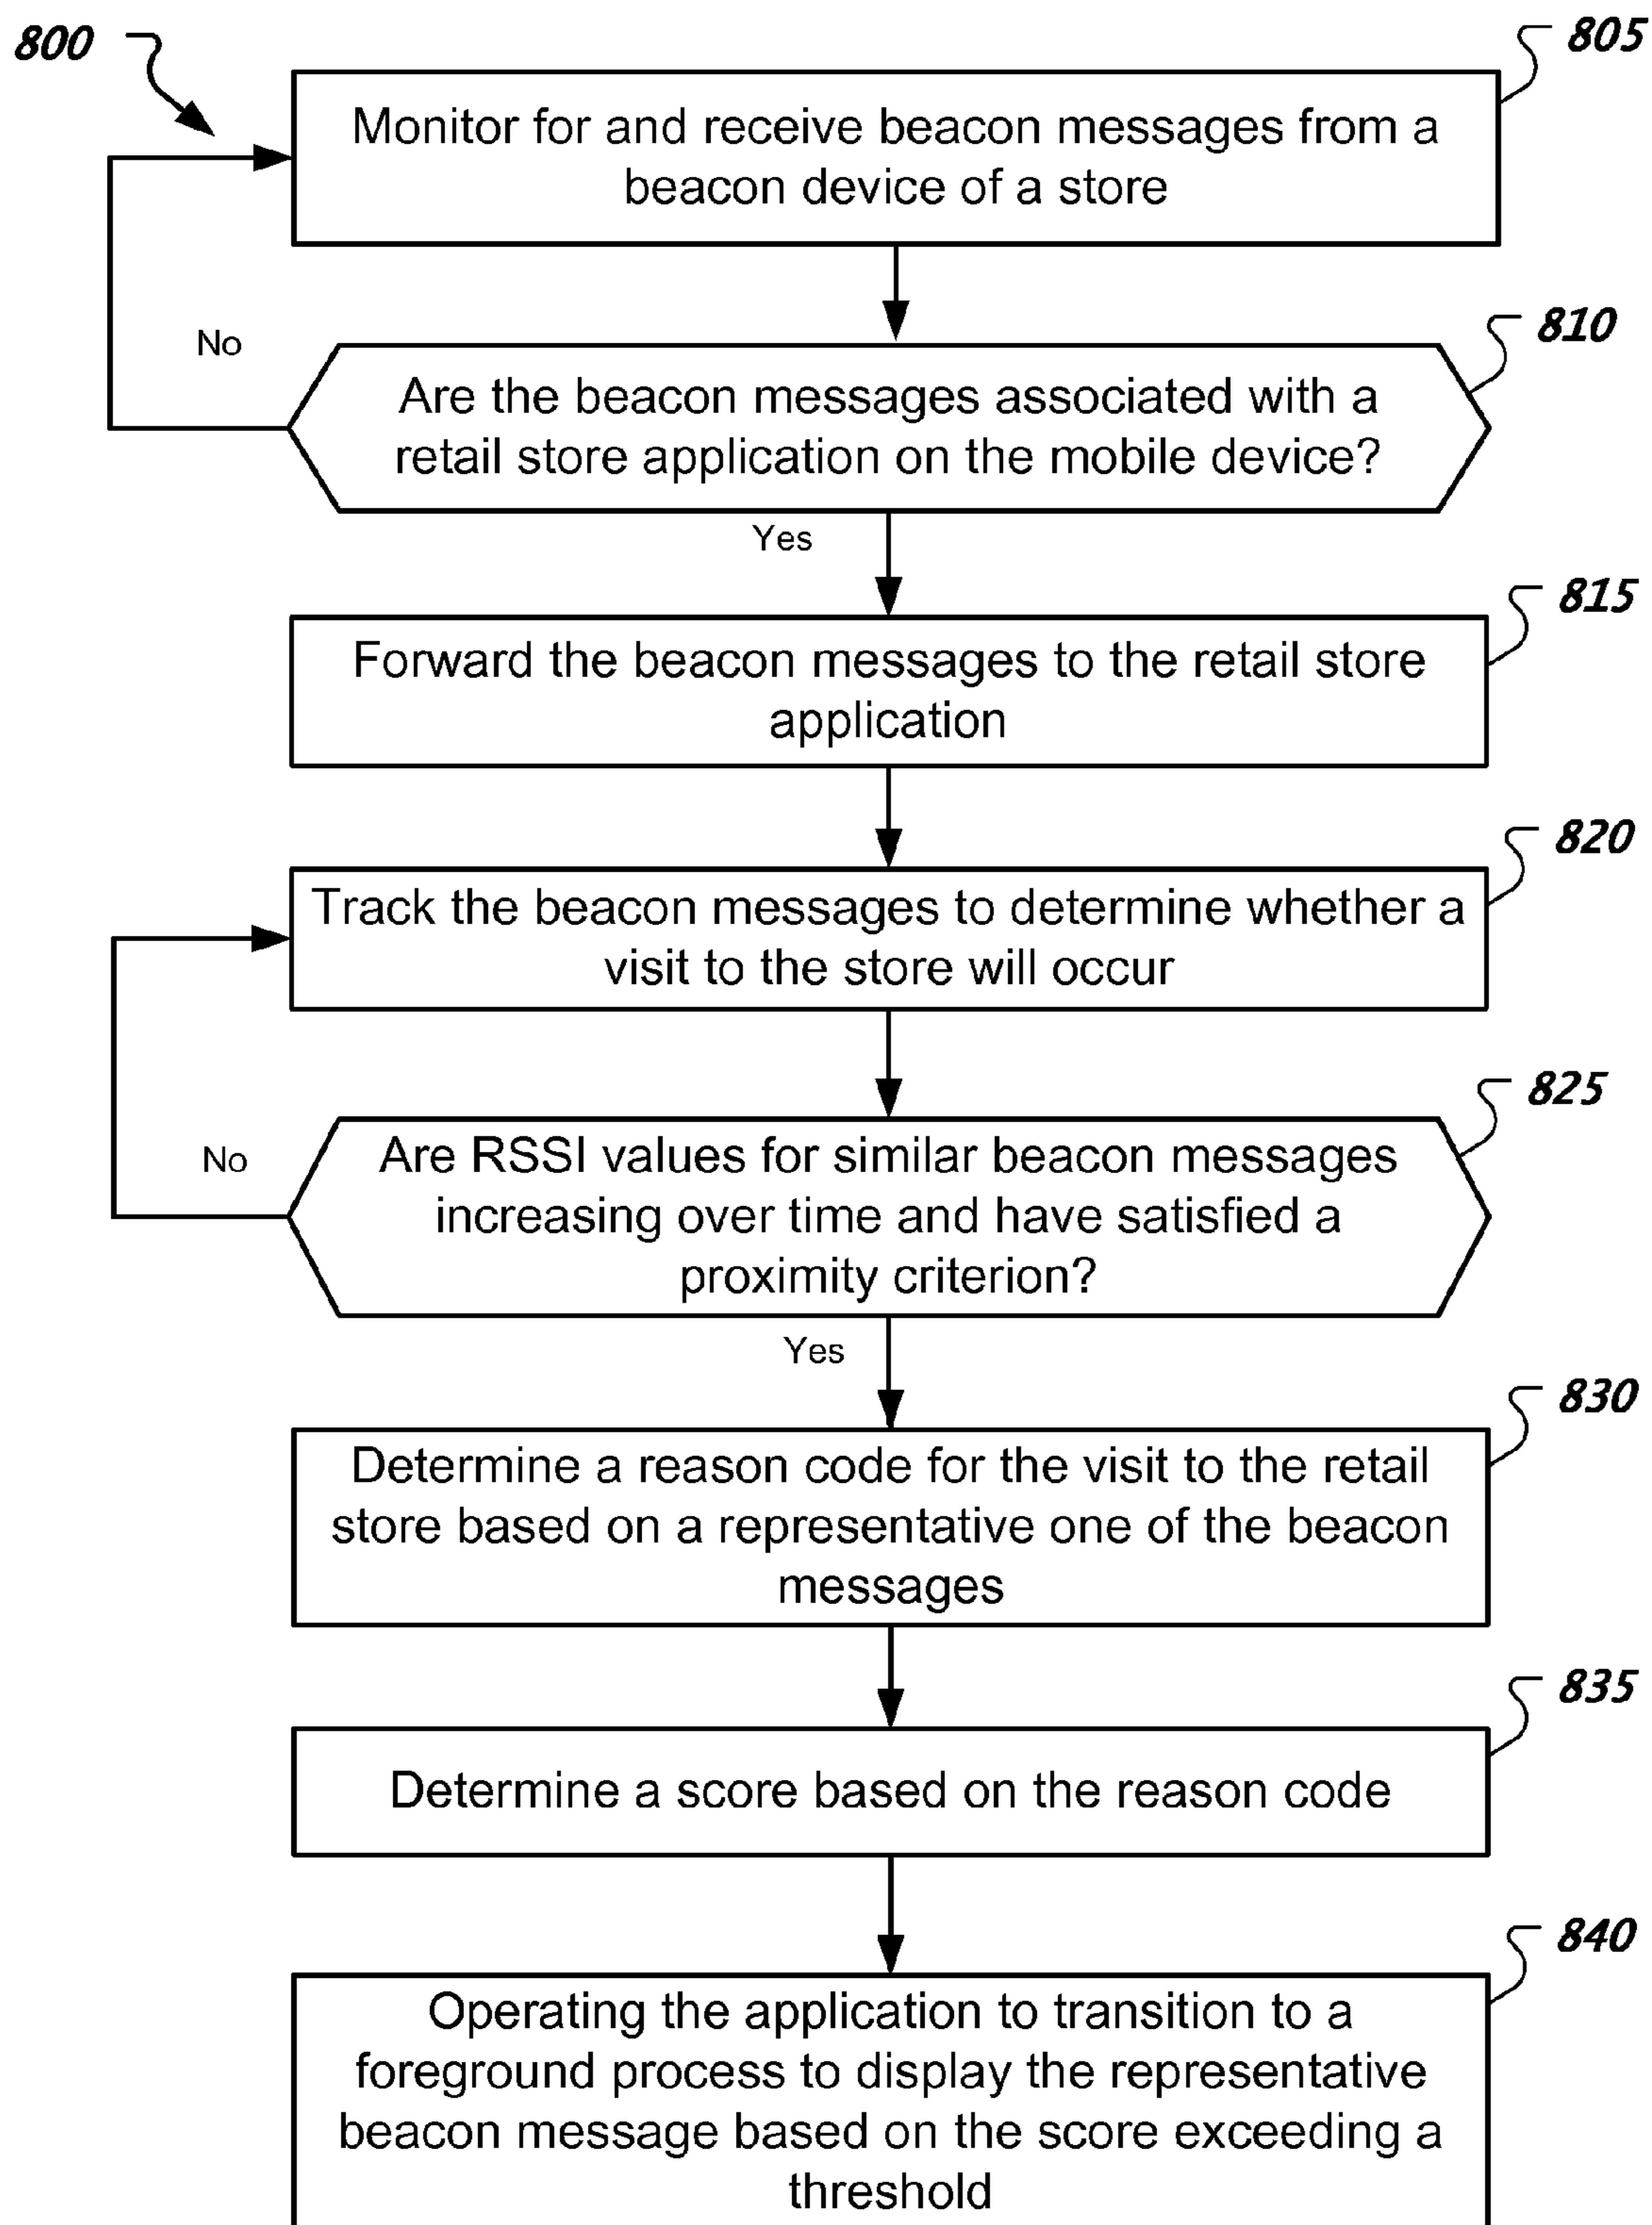 800
805
Monitor for and receive beacon messages from a
beacon device of a store
No
810
Are the beacon messages associated with a
retail store application on the mobile device?
Yes
815
Forward the beacon messages to the retail store
application
820
Track the beacon messages to determine whether a
visit to the store will occur
825
No
Are RSSI values for similar beacon messages
increasing over time and have satisfied a
proximity criterion?
Yes
830
Determine a reason code for the visit to the retail
store based on a representative one of the beacon
messages
835
Determine a score based on the reason code
840
Operating the application to transition to a
foreground process to display the representative
beacon message based on the score exceeding a
threshold